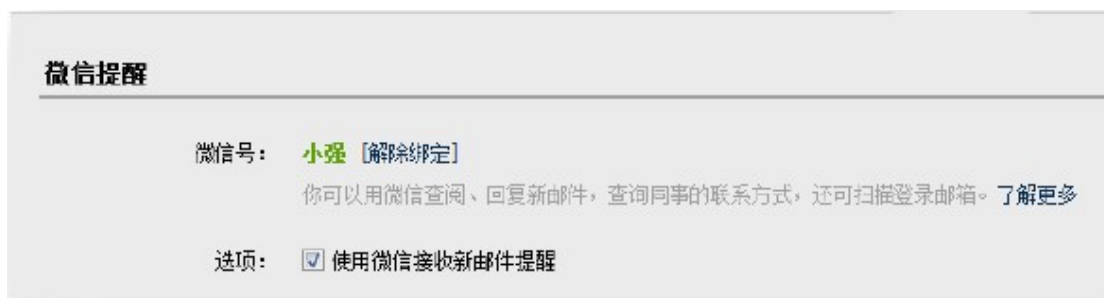 微信提醒
微信号： 小强 [解除绑定]
你可以用微信查阅、回复新邮件，查询同事的联系方式，还可扫描登录邮箱。了解更多
选项： 使用微信接收新邮件提醒